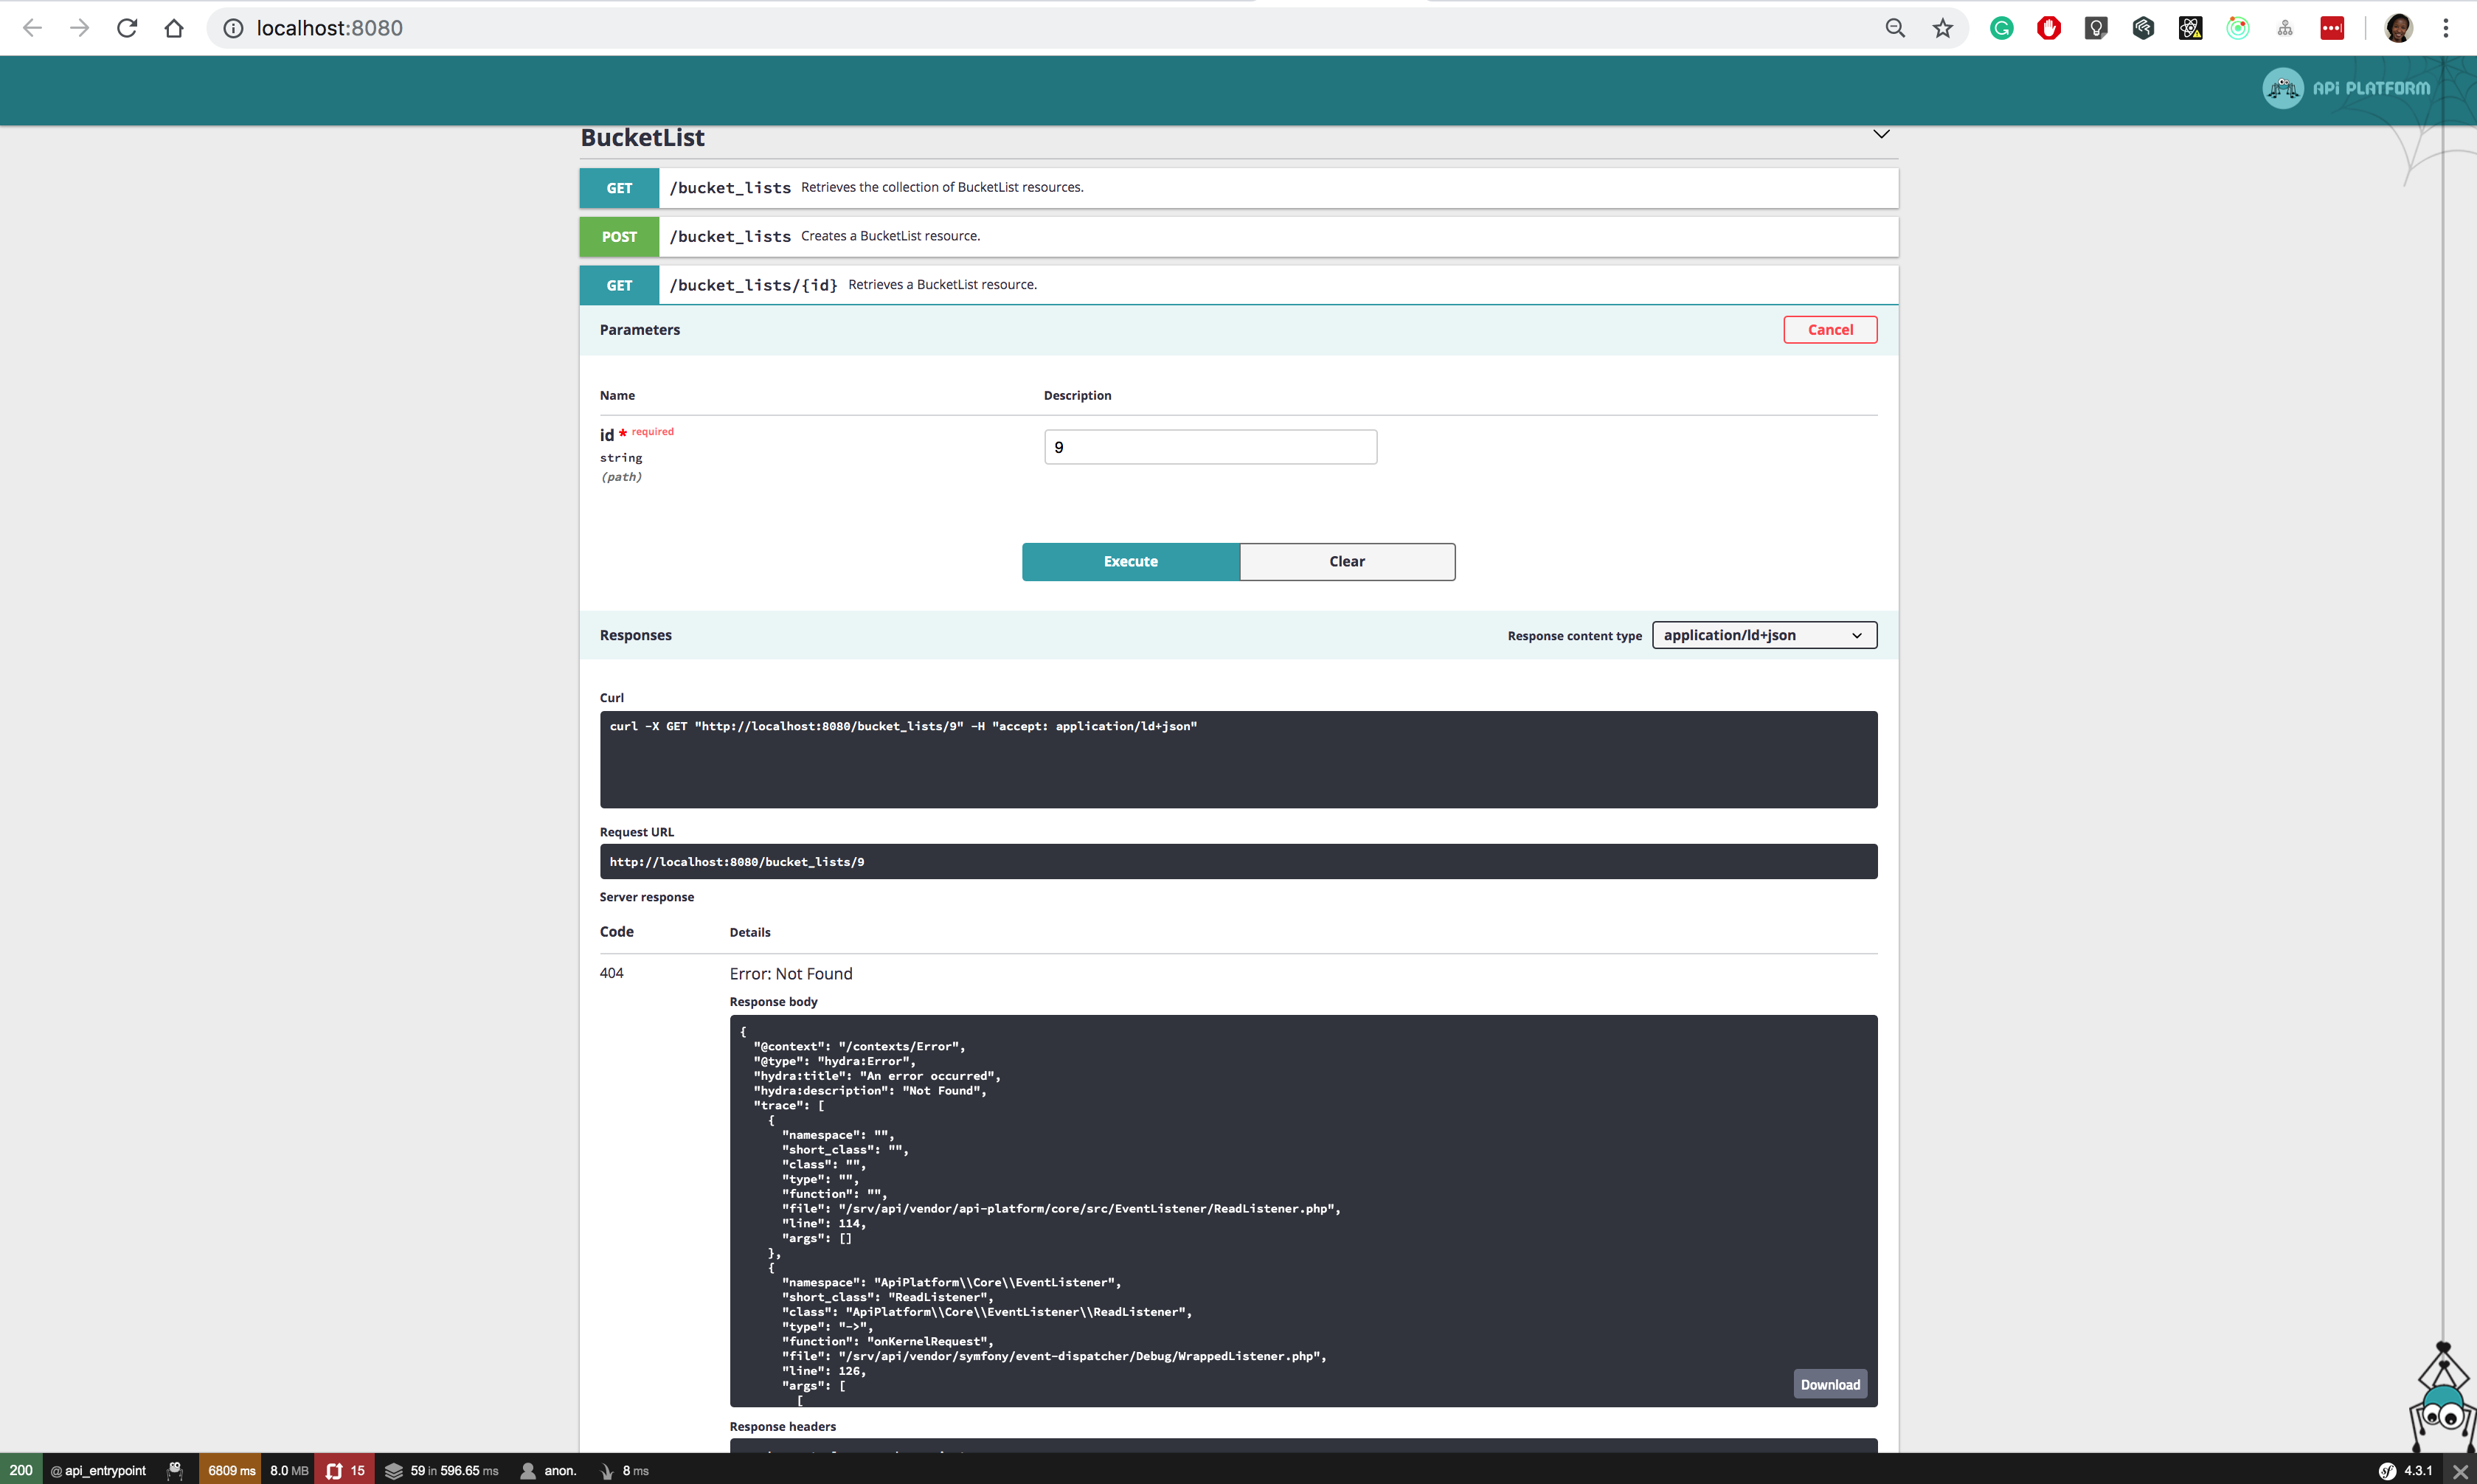 localhost:8080
API PLATFORM
BucketList
GET /bucket_lists Retrieves the collection of BucketList resources.
POST /bucket_lists Creates a BucketList resource.
GET /bucket_lists/{id} Retrieves a BucketList resource.
Parameters Cancel
Name Description
id * required
9
string
(path)
Execute Clear
Responses Response content type application/ld+json
Curl
curl -X GET "http://localhost:8080/bucket_lists/9" -H "accept: application/ld+json"
Request URL
http://localhost:8080/bucket_lists/9
Server response
Code Details
404 Error: Not Found
Response body
{
"@context": "/contexts/Error",
"@type": "hydra:Error",
"hydra:title": "An error occurred",
"hydra:description": "Not Found",
"trace": [
{
"namespace": "",
"short_class": "",
"class": "",
"type": "",
"function": "",
"file": "/srv/api/vendor/api-platform/core/src/EventListener/ReadListener.php",
"line": 114,
"args": []
},
{
"namespace": "ApiPlatform\\Core\\EventListener",
"short_class": "ReadListener",
"class": "ApiPlatform\\Core\\EventListener\\ReadListener",
"type": "->",
"function": "onKernelRequest",
"file": "/srv/api/vendor/symfony/event-dispatcher/Debug/WrappedListener.php",
"line": 126,
"args": [
[
Download
Response headers
200 @ api_entrypoint 6809 ms 8.0 MB 15 59 in 596.65 ms anon. 8 ms sf 4.3.1